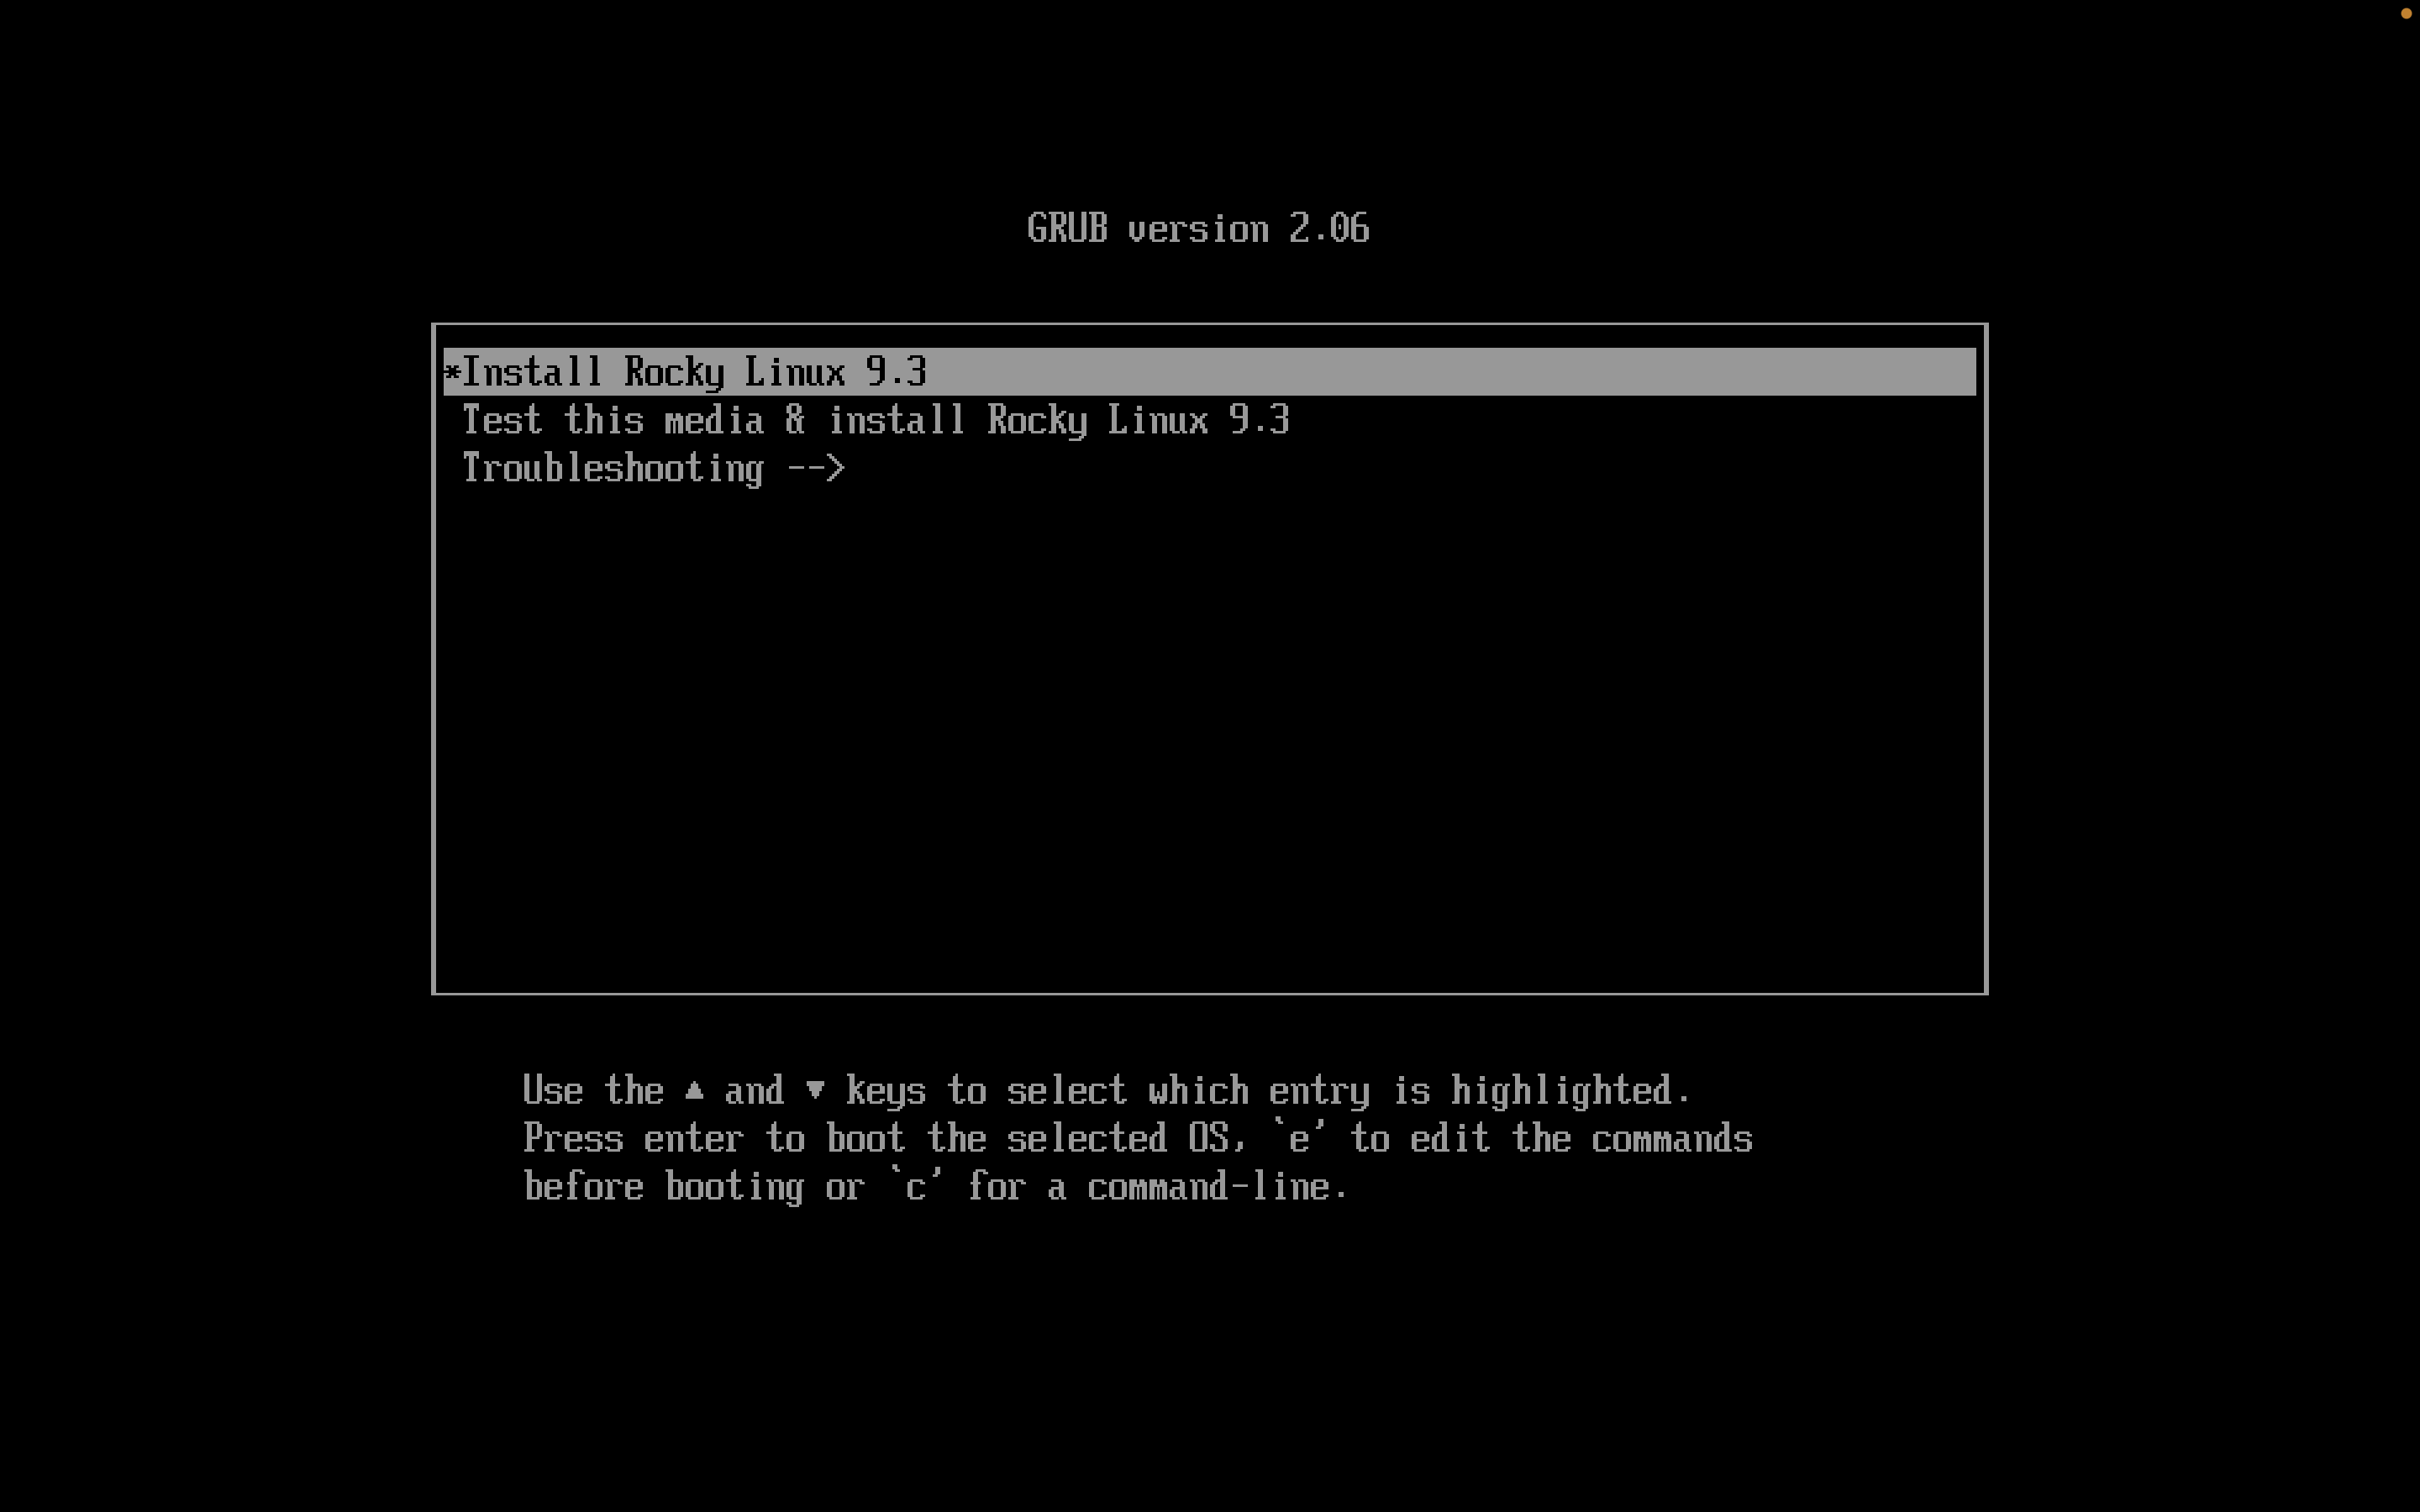 GRUB version 2.06
*Install Rocky Linux 9.3
Test this media & install Rocky Linux 9.3
Troubleshooting -->
Use the ▲ and ▼ keys to select which entry is highlighted.
Press enter to boot the selected OS, `e' to edit the commands
before booting or `c' for a command-line.